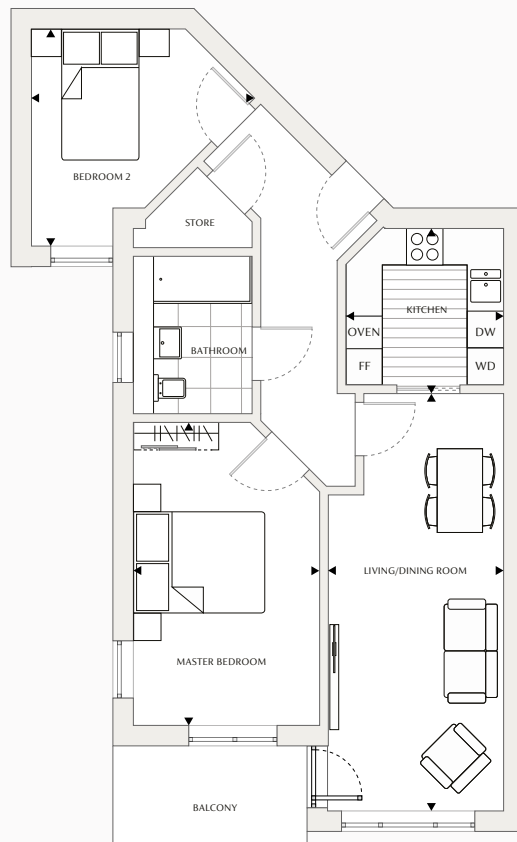 BEDROOM 2
STORE
KITCHEN
OVEN
DW
FF
WD
BATHROOM
LIVING/DINING ROOM
MASTER BEDROOM
BALCONY